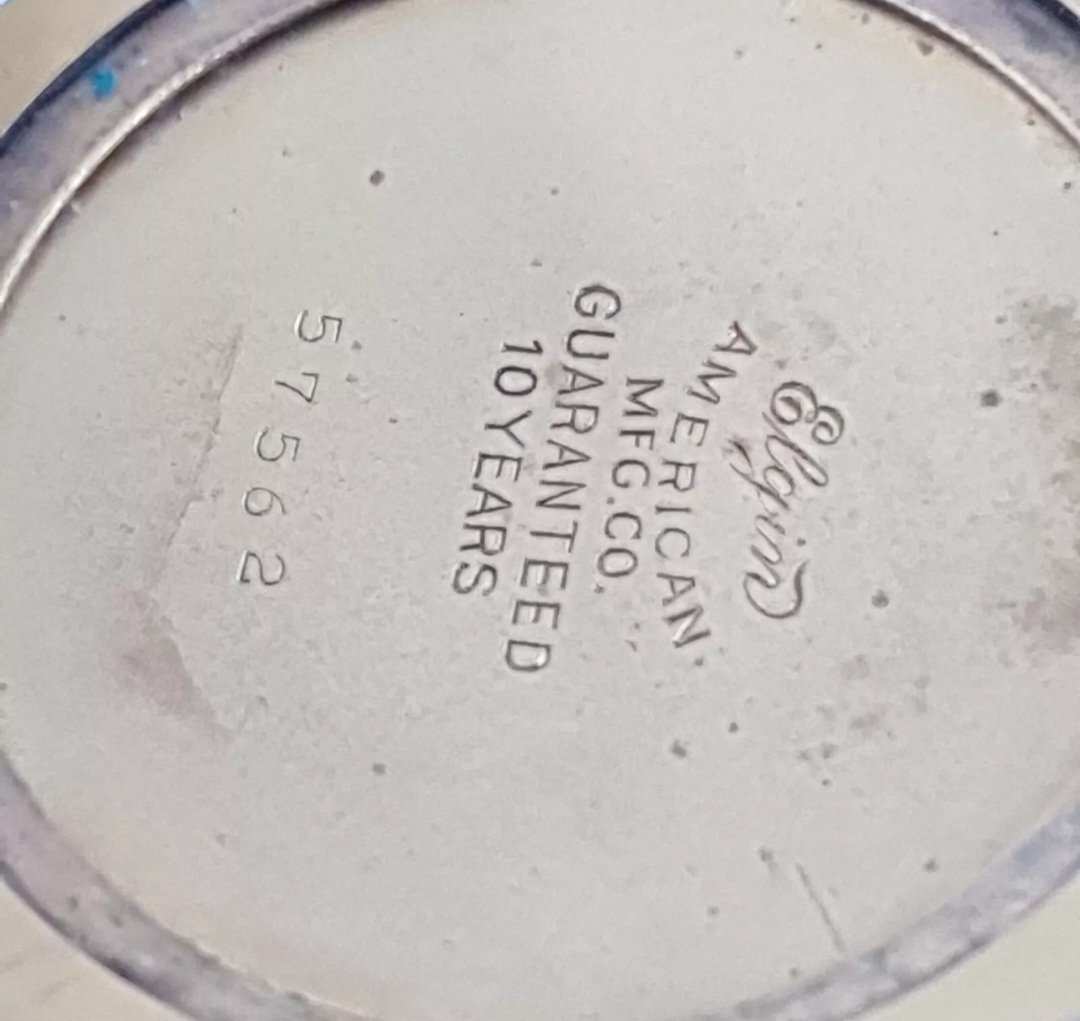 Elgin
AMERICAN
MFG.CO.
GUARANTEED
10 YEARS
57562